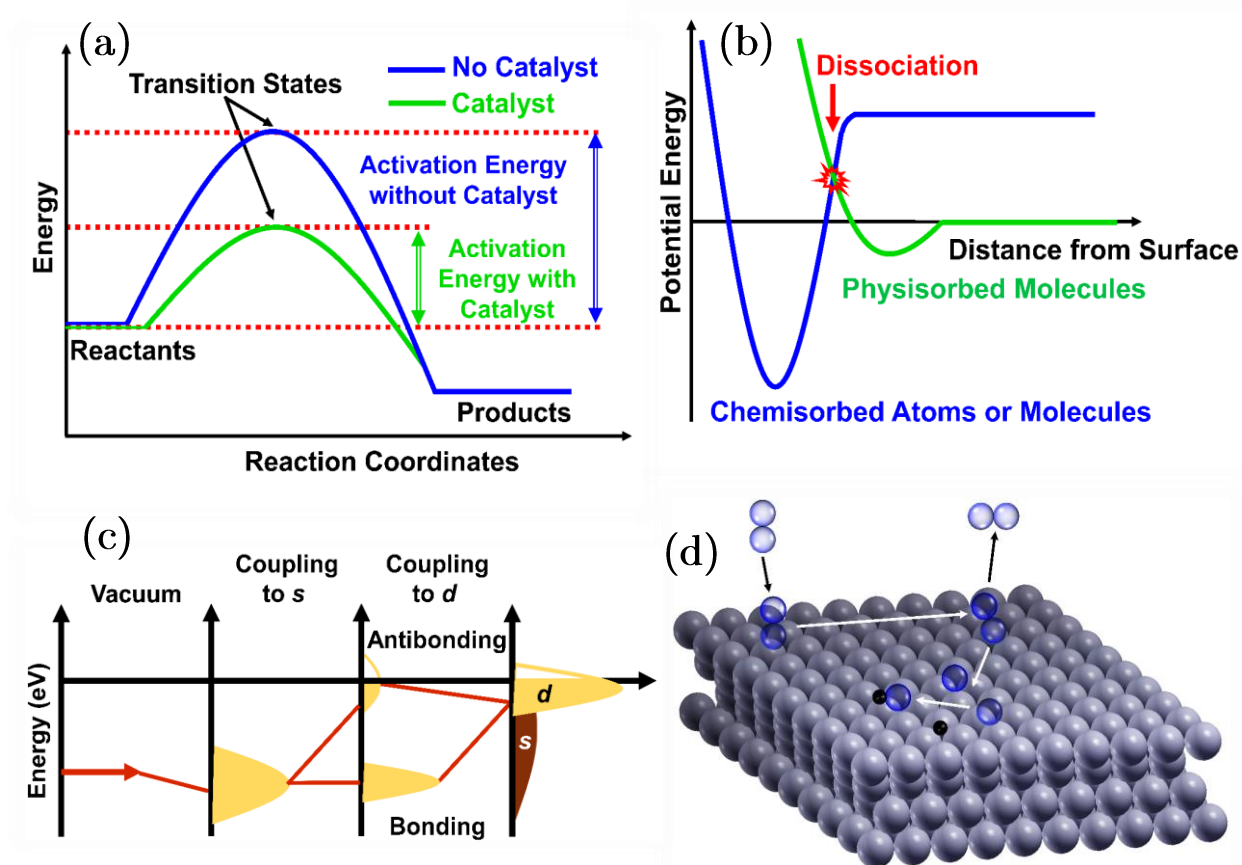 (a)
Transition States
No Catalyst
Catalyst
Activation Energy
without Catalyst
Activation
Energy with
Catalyst
Energy
Reactants
Products
Reaction Coordinates
(b)
Dissociation
Potential Energy
Distance from Surface
Physisorbed Molecules
Chemisorbed Atoms or Molecules
(c)
Vacuum
Coupling
to s
Coupling
to d
Antibonding
Energy (eV)
d
s
Bonding
(d)